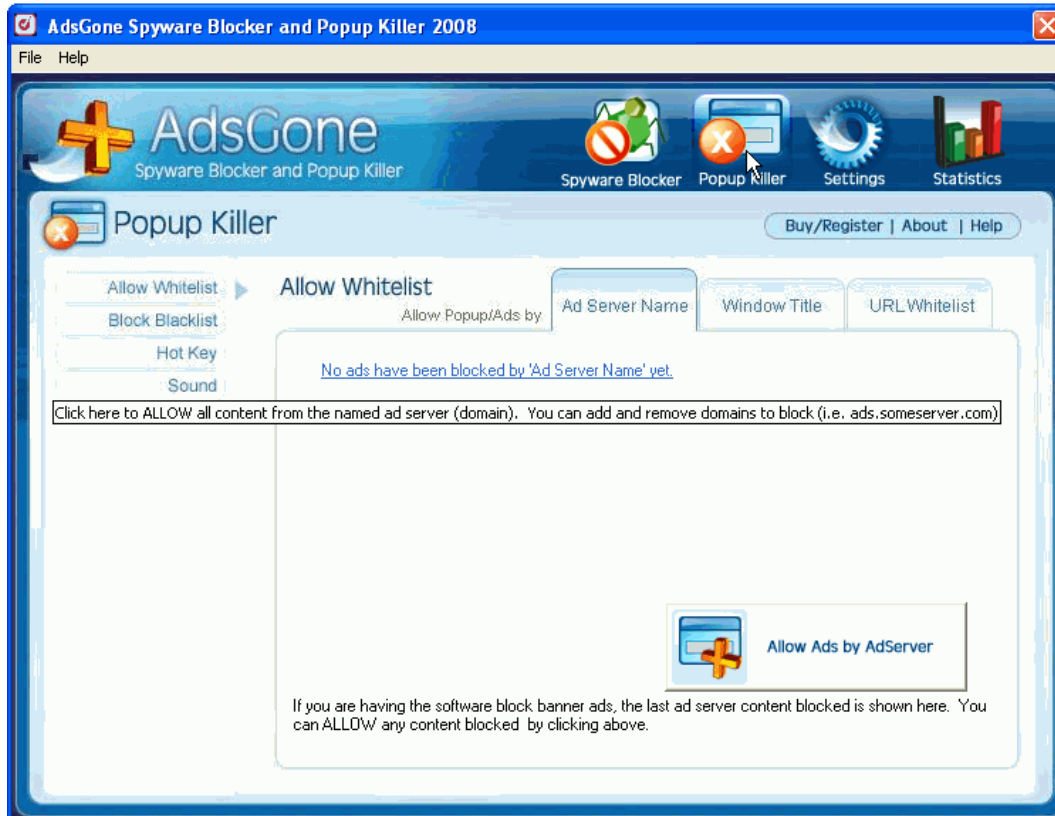 AdsGone Spyware Blocker and Popup Killer 2008
File Help
AdsGone
Spyware Blocker and Popup Killer
Spyware Blocker Popup Killer Settings Statistics
Popup Killer
Buy/Register | About | Help
Allow Whitelist
Block Blacklist
Hot Key
Sound
Allow Whitelist
Allow Popup/Ads by
Ad Server Name Window Title URL Whitelist
No ads have been blocked by 'Ad Server Name' yet.
Click here to ALLOW all content from the named ad server (domain). You can add and remove domains to block (i.e. ads.someserver.com)
Allow Ads by AdServer
If you are having the software block banner ads, the last ad server content blocked is shown here. You
can ALLOW any content blocked by clicking above.